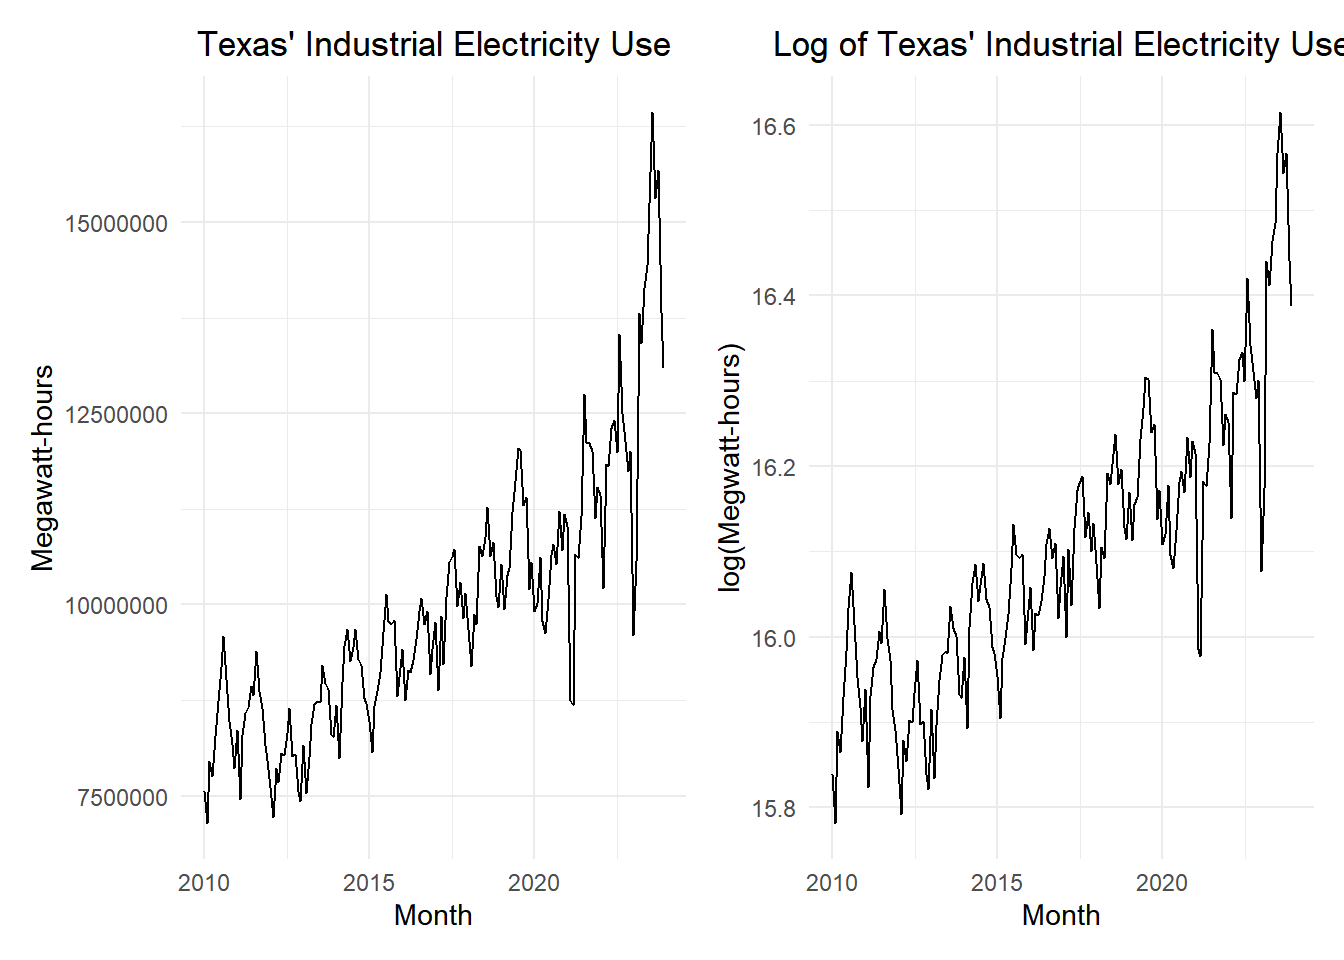 Texas' Industrial Electricity Use
Megawatt-hours
15000000
12500000
10000000
7500000
2010 2015 2020
Month
Log of Texas' Industrial Electricity Use
log(Megwatt-hours)
16.6
16.4
16.2
16.0
15.8
2010 2015 2020
Month